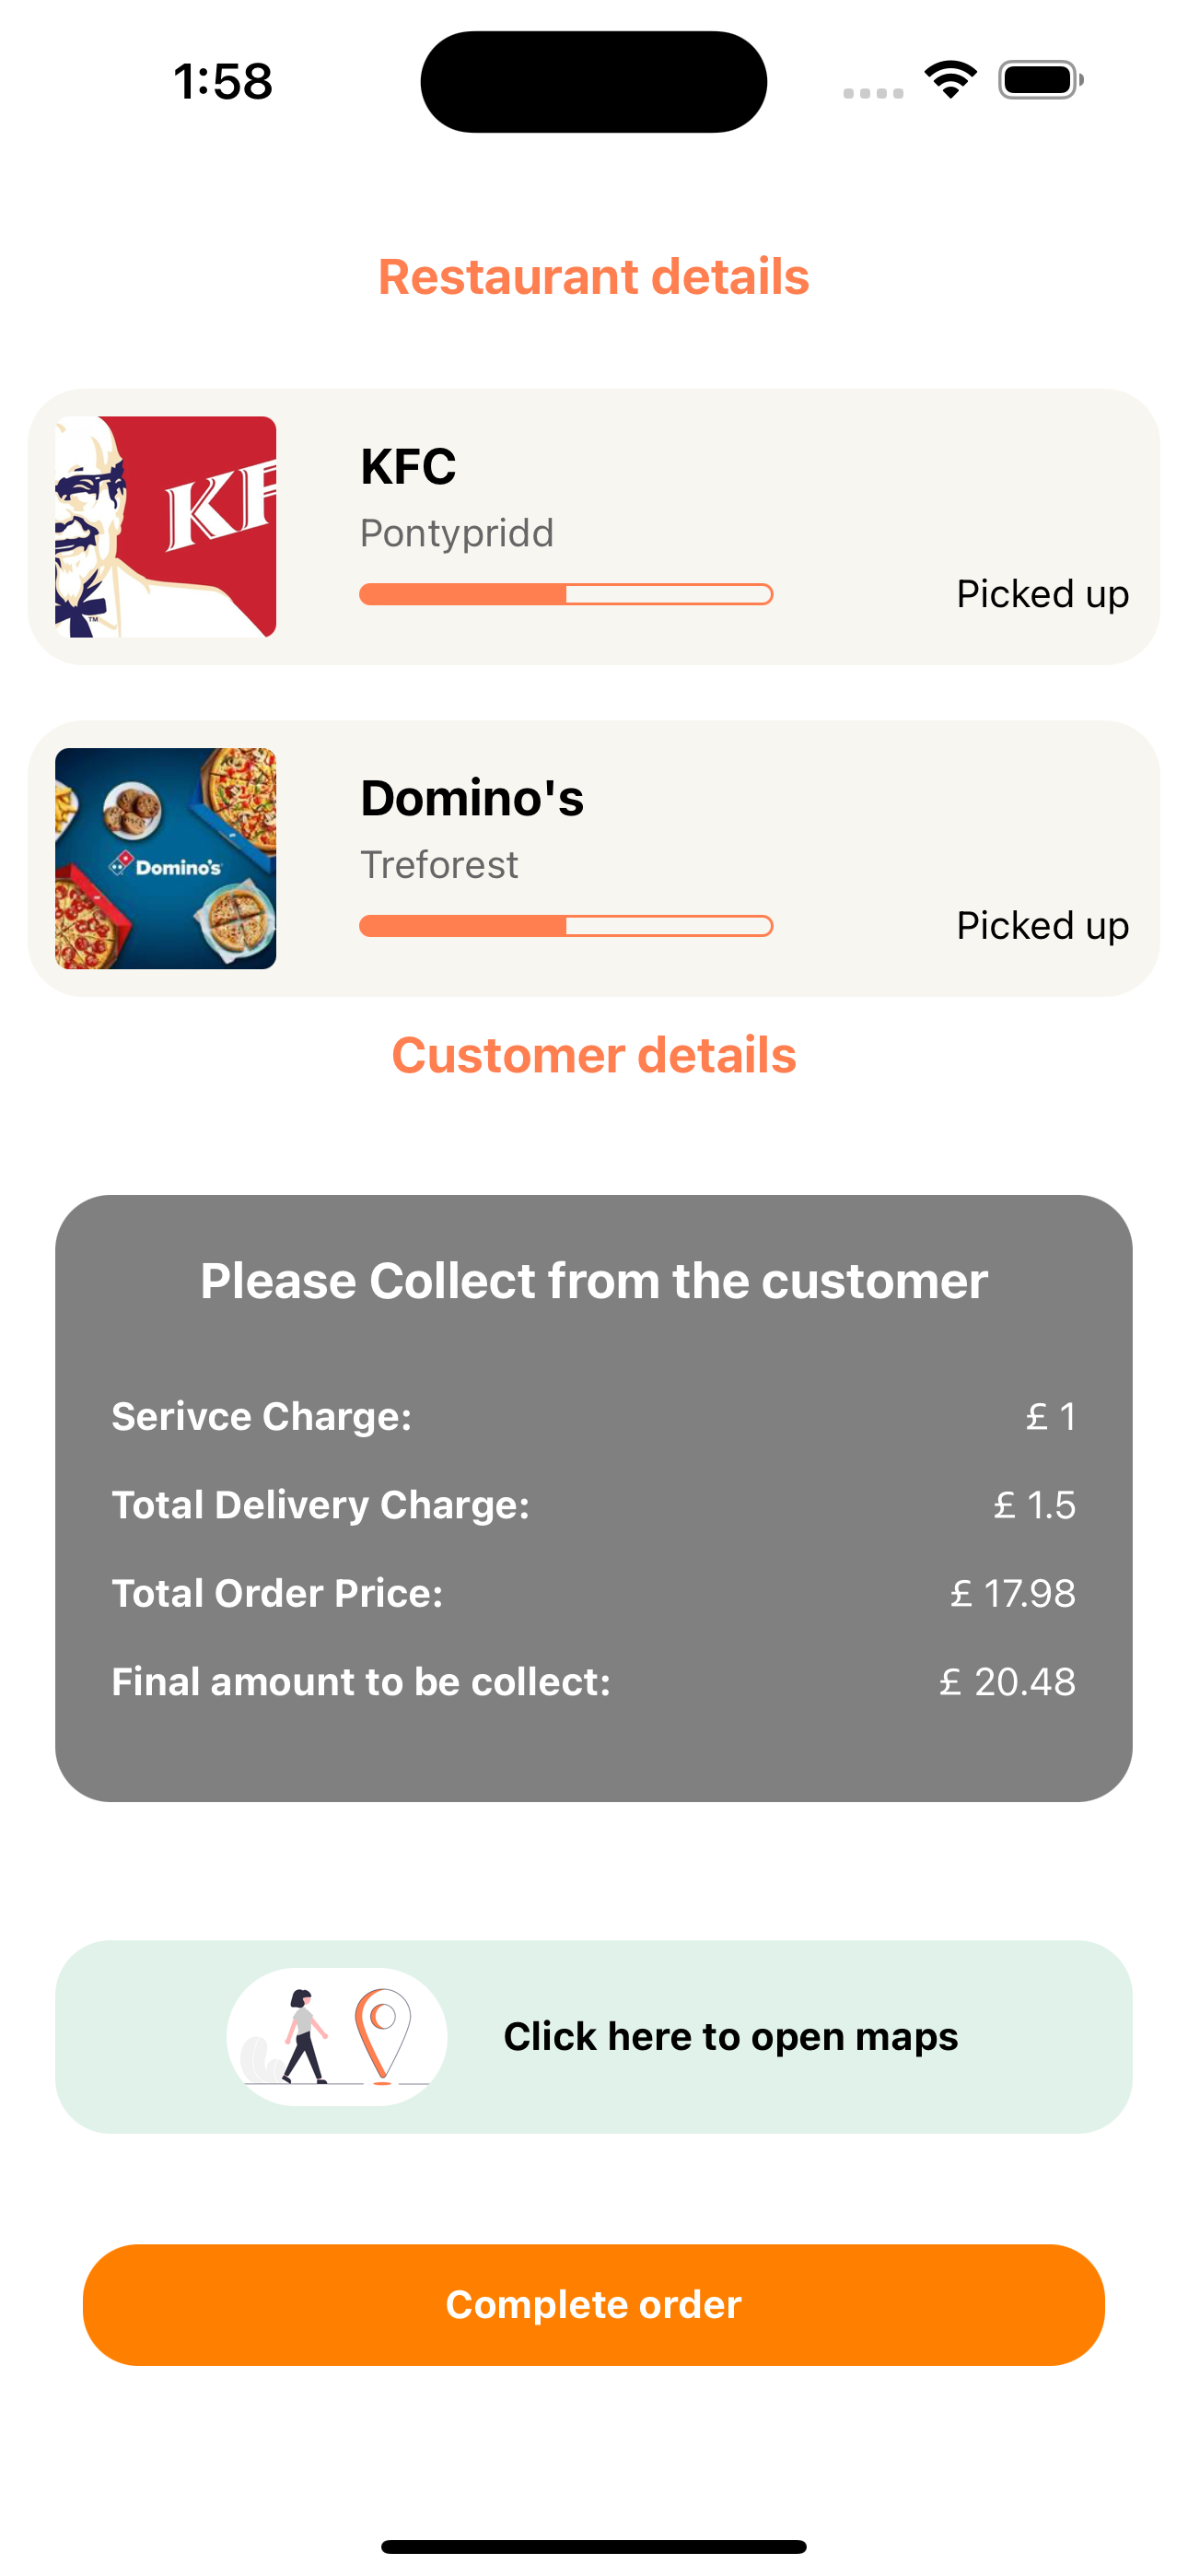 1:58
Restaurant details
KF
TM
KFC
Pontypridd
Picked up
Domino's
Domino's
Treforest
Picked up
Customer details
Please Collect from the customer
Serivce Charge: £ 1
Total Delivery Charge: £ 1.5
Total Order Price: £ 17.98
Final amount to be collect: £ 20.48
Click here to open maps
Complete order